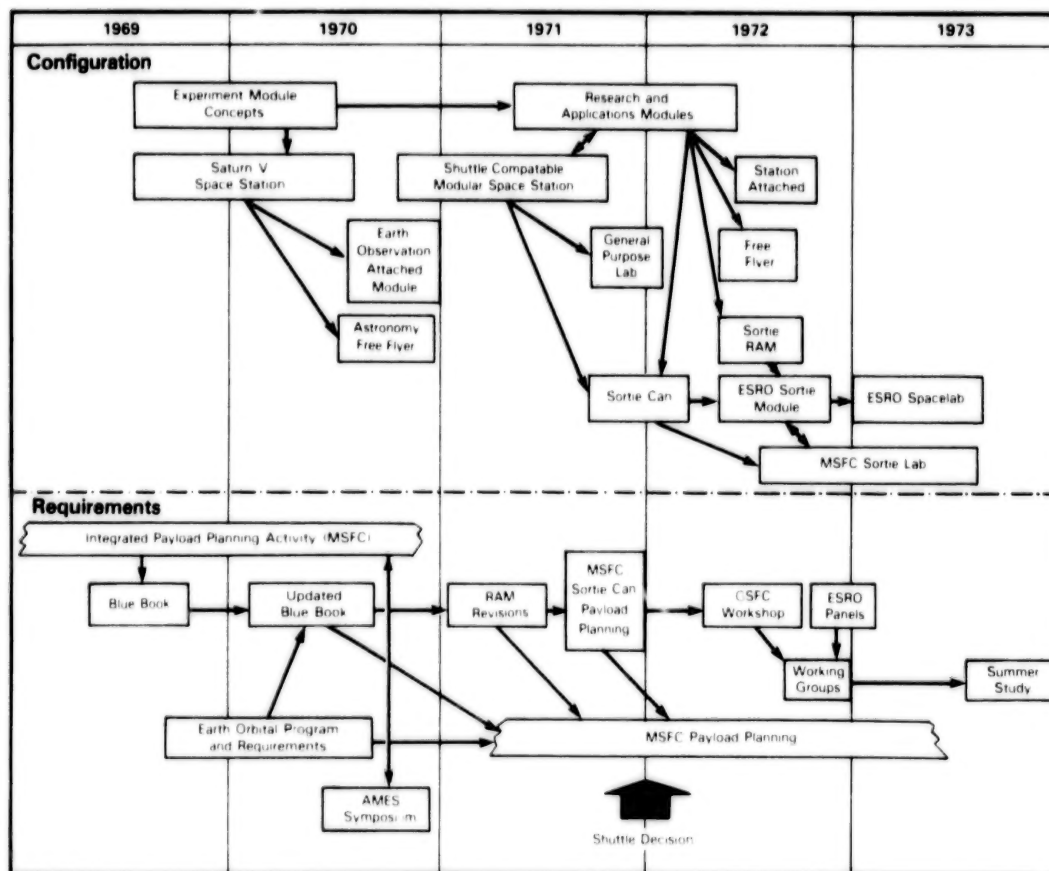 1969 1970 1971 1972 1973
Configuration
Experiment Module
Concepts
Research and
Applications Modules
Saturn V
Space Station
Shuttle Compatable
Modular Space Station
Station
Attached
Earth
Observation
Attached
Module
General
Purpose
Lab
Free
Flyer
Astronomy
Free Flyer
Sortie
RAM
Sortie Can
ESRO Sortie
Module
ESRO Spacelab
MSFC Sortie Lab
Requirements
Integrated Payload Planning Activity (MSFC)
Blue Book
Updated
Blue Book
RAM
Revisions
MSFC
Sortie Can
Payload
Planning
GSFC
Workshop
ESRO
Panels
Working
Groups
Summer
Study
Earth Orbital Program
and Requirements
MSFC Payload Planning
AMES
Symposium
Shuttle Decision